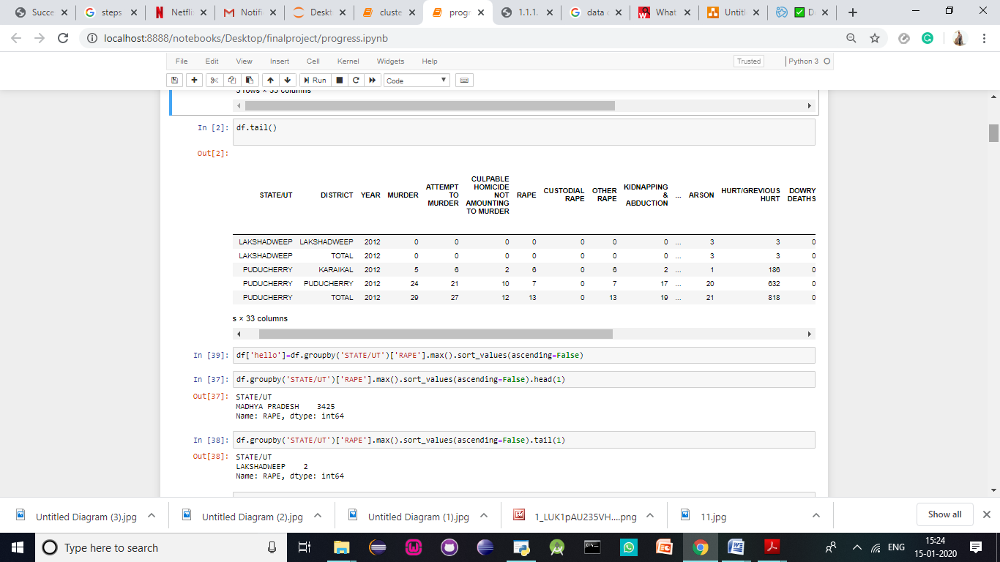 Succe
steps
Netfli
Notifi
Deskt
cluste
progr
1.1.1.
data
What
Untitl
D
localhost:8888/notebooks/Desktop/finalproject/progress.ipynb
File Edit View Insert Cell Kernel Widgets Help
Trusted
Python 3
Run
Code
5 rows × 33 columns
In [2]: df.tail()
Out[2]:
STATE/UT DISTRICT YEAR MURDER ATTEMPT TO MURDER CULPABLE HOMICIDE NOT AMOUNTING TO MURDER RAPE CUSTODIAL RAPE OTHER RAPE KIDNAPPING & ABDUCTION ... ARSON HURT/GREVIOUS HURT DOWRY DEATHS
LAKSHADWEEP LAKSHADWEEP 2012 0 0 0 0 0 0 0 ... 3 3 0
LAKSHADWEEP TOTAL 2012 0 0 0 0 0 0 0 ... 3 3 0
PUDUCHERRY KARAIKAL 2012 5 6 2 6 0 6 2 ... 1 186 0
PUDUCHERRY PUDUCHERRY 2012 24 21 10 7 0 7 17 ... 20 632 0
PUDUCHERRY TOTAL 2012 29 27 12 13 0 13 19 ... 21 818 0
s × 33 columns
In [39]: df['hello']=df.groupby('STATE/UT')['RAPE'].max().sort_values(ascending=False)
In [37]: df.groupby('STATE/UT')['RAPE'].max().sort_values(ascending=False).head(1)
Out[37]: STATE/UT
MADHYA PRADESH 3425
Name: RAPE, dtype: int64
In [38]: df.groupby('STATE/UT')['RAPE'].max().sort_values(ascending=False).tail(1)
Out[38]: STATE/UT
LAKSHADWEEP 2
Name: RAPE, dtype: int64
Untitled Diagram (3).jpg
Untitled Diagram (2).jpg
Untitled Diagram (1).jpg
1_LUK1pAU235VH....png
11.jpg
Show all
Type here to search
ENG
15:24
15-01-2020